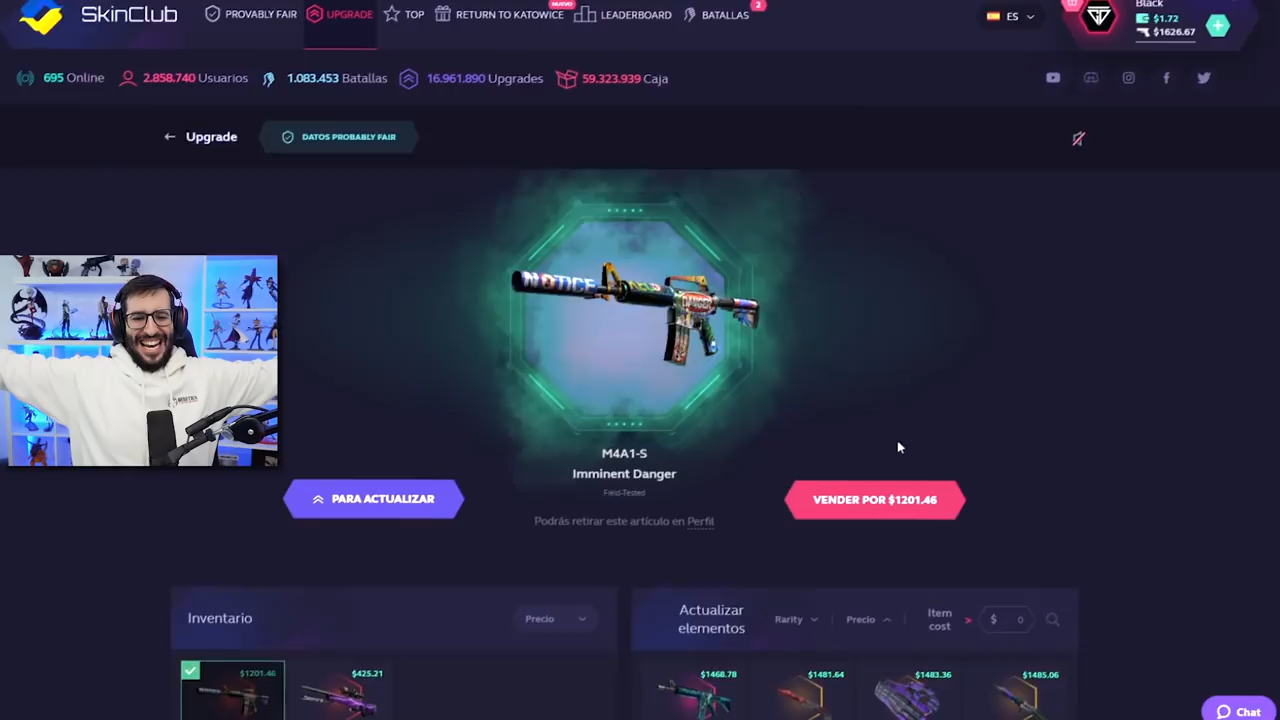 SkinClub
PROVABLY FAIR
UPGRADE
TOP
NUEVO
RETURN TO KATOWICE
LEADERBOARD
BATALLAS
2
ES
Black
$1.72
$1626.67
695 Online
2.858.740 Usuarios
1.083.453 Batallas
16.961.890 Upgrades
59.323.939 Caja
Upgrade
DATOS PROBABLY FAIR
NOTICE
DANGER
M4A1-S
Imminent Danger
Field-Tested
PARA ACTUALIZAR
VENDER POR $1201.46
Podrás retirar este artículo en Perfil
Inventario
Precio
Actualizar
elementos
Rarity
Precio
Item
cost
$ 0
$1201.46
$425.21
$1468.78
$1481.64
$1483.36
$1485.06
Chat